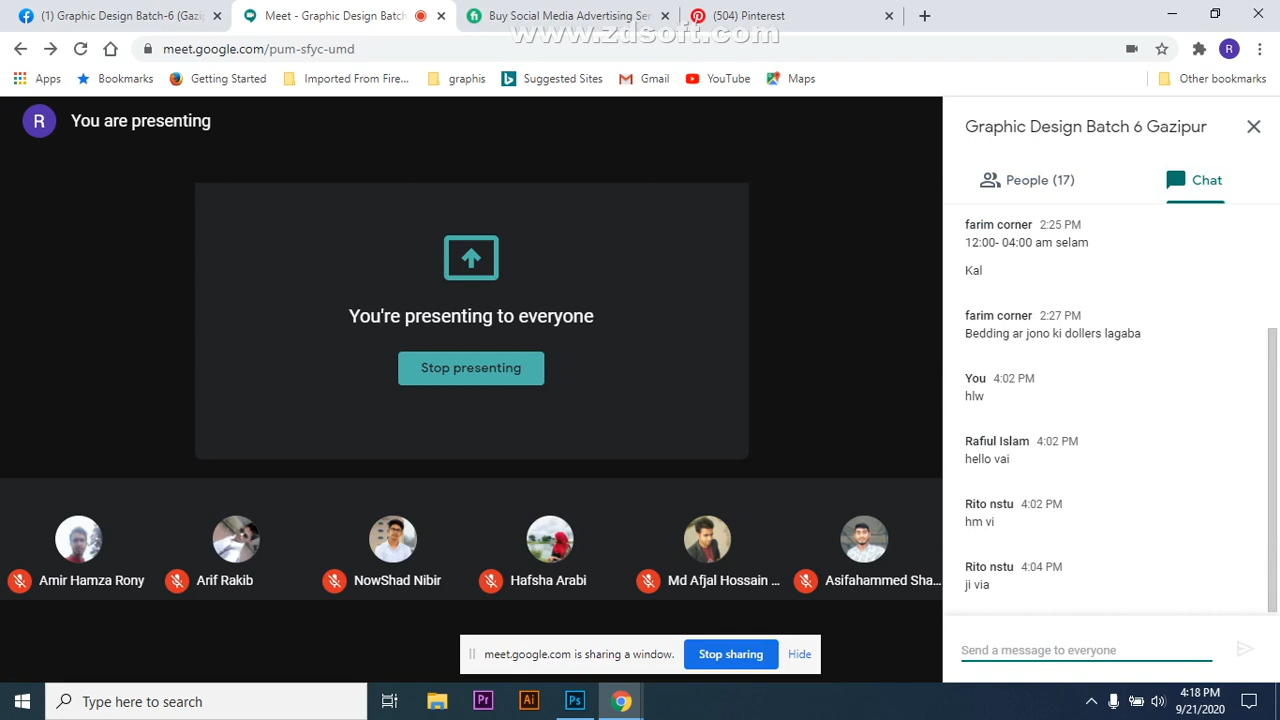 (1) Graphic Design Batch-6 (Gazi
Meet - Graphic Design Batch
Buy Social Media Advertising Ser
(504) Pinterest
www.zdsoft.com
meet.google.com/pum-sfyc-umd
R
Apps
Bookmarks
Getting Started
Imported From Fire...
graphis
Suggested Sites
Gmail
YouTube
Maps
Other bookmarks
R
You are presenting
You're presenting to everyone
Stop presenting
Amir Hamza Rony
Arif Rakib
NowShad Nibir
Hafsha Arabi
Md Afjal Hossain ...
Asifahammed Sha...
Graphic Design Batch 6 Gazipur
People (17)
Chat
farim corner 2:25 PM
12:00- 04:00 am selam
Kal
farim corner 2:27 PM
Bedding ar jono ki dollers lagaba
You 4:02 PM
hlw
Rafiul Islam 4:02 PM
hello vai
Rito nstu 4:02 PM
hm vi
Rito nstu 4:04 PM
ji via
Send a message to everyone
meet.google.com is sharing a window.
Stop sharing
Hide
Type here to search
Pr
Ai
Ps
4:18 PM
9/21/2020